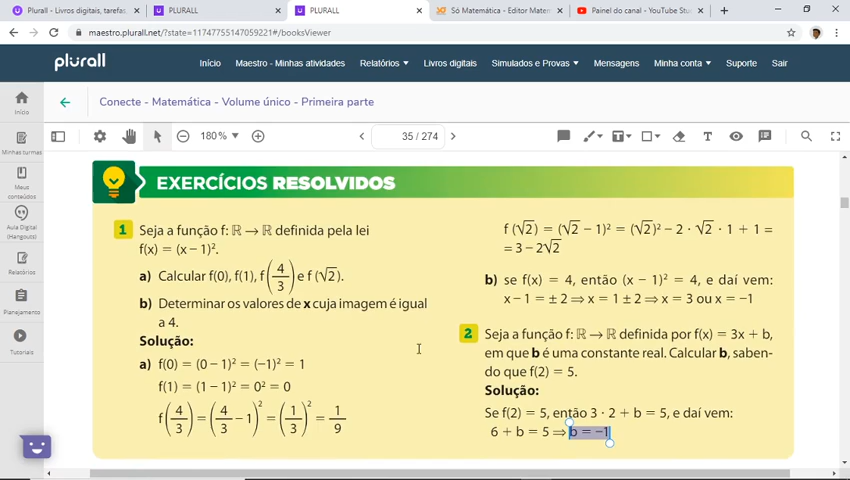 Plurall - Livros digitais, tarefas
PLURALL
PLURALL
Só Matemática - Editor Matem
Painel do canal - YouTube Stu
maestro.plurall.net/?state=11747755147059221#/booksViewer
plurall
Início Maestro - Minhas atividades Relatórios Livros digitais Simulados e Provas Mensagens Minha conta Suporte Sair
Início
Minhas turmas
Meus conteúdos
Aula Digital (Hangouts)
Relatórios
Planejamento
Tutoriais
Conecte - Matemática - Volume único - Primeira parte
180%
35 / 274
EXERCÍCIOS RESOLVIDOS
1 Seja a função f: ℝ → ℝ definida pela lei
f(x) = (x − 1)².
a) Calcular f(0), f(1), f(4/3) e f(√2).
b) Determinar os valores de x cuja imagem é igual
a 4.
Solução:
a) f(0) = (0 − 1)² = (−1)² = 1
f(1) = (1 − 1)² = 0² = 0
f(4/3) = (4/3 − 1)² = (1/3)² = 1/9
f(√2) = (√2 − 1)² = (√2)² − 2 · √2 · 1 + 1 =
= 3 − 2√2
b) se f(x) = 4, então (x − 1)² = 4, e daí vem:
x − 1 = ± 2 ⇒ x = 1 ± 2 ⇒ x = 3 ou x = −1
2 Seja a função f: ℝ → ℝ definida por f(x) = 3x + b,
em que b é uma constante real. Calcular b, saben-
do que f(2) = 5.
Solução:
Se f(2) = 5, então 3 · 2 + b = 5, e daí vem:
6 + b = 5 ⇒ b = −1